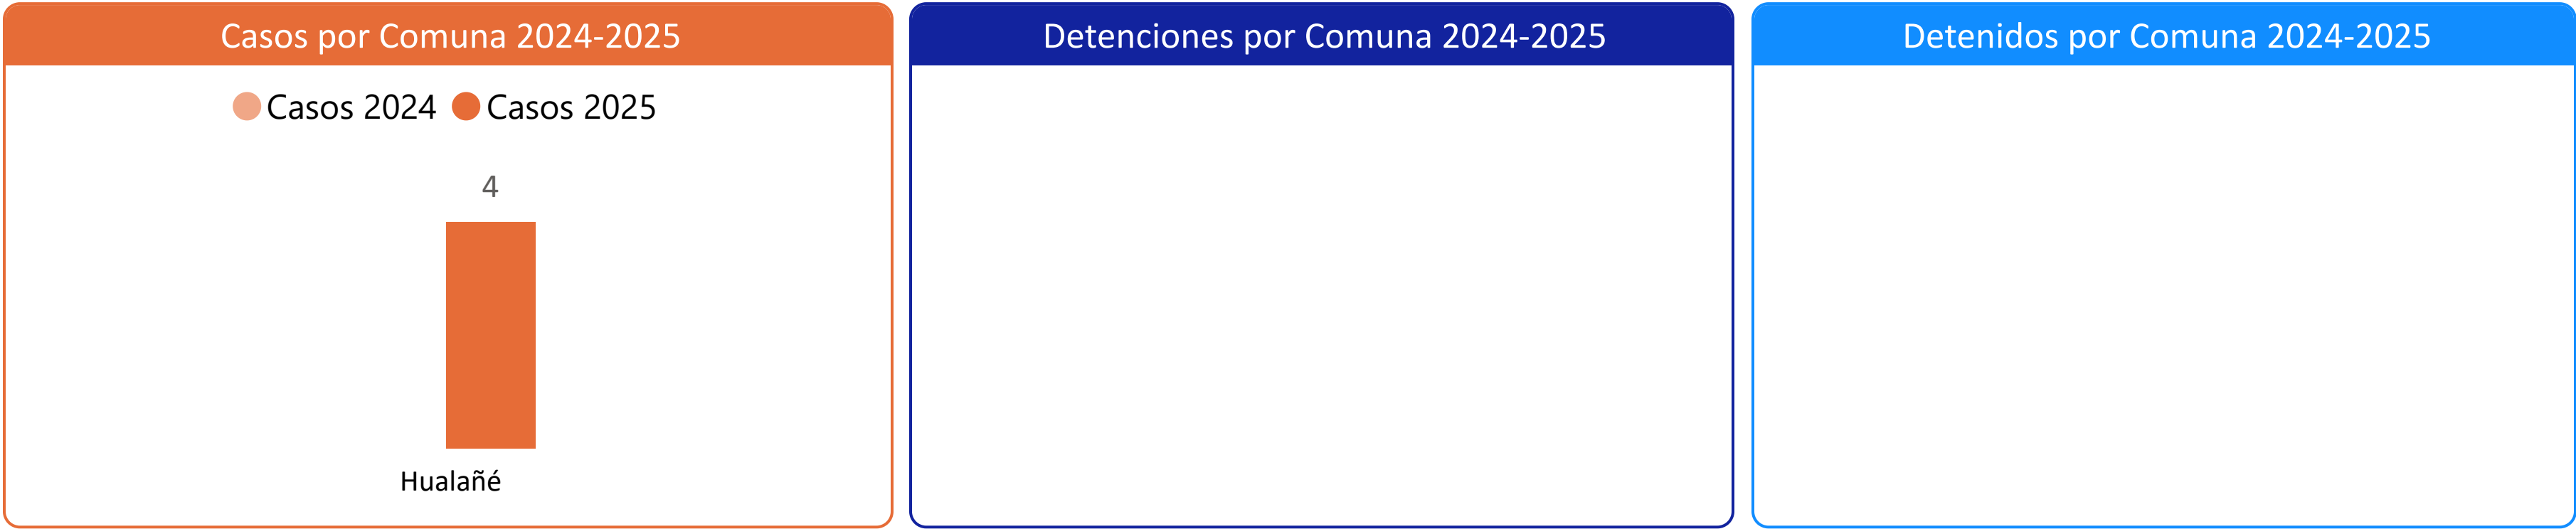 Casos por Comuna 2024-2025
Casos 2024 Casos 2025
4
Hualañé
Detenciones por Comuna 2024-2025
Detenidos por Comuna 2024-2025